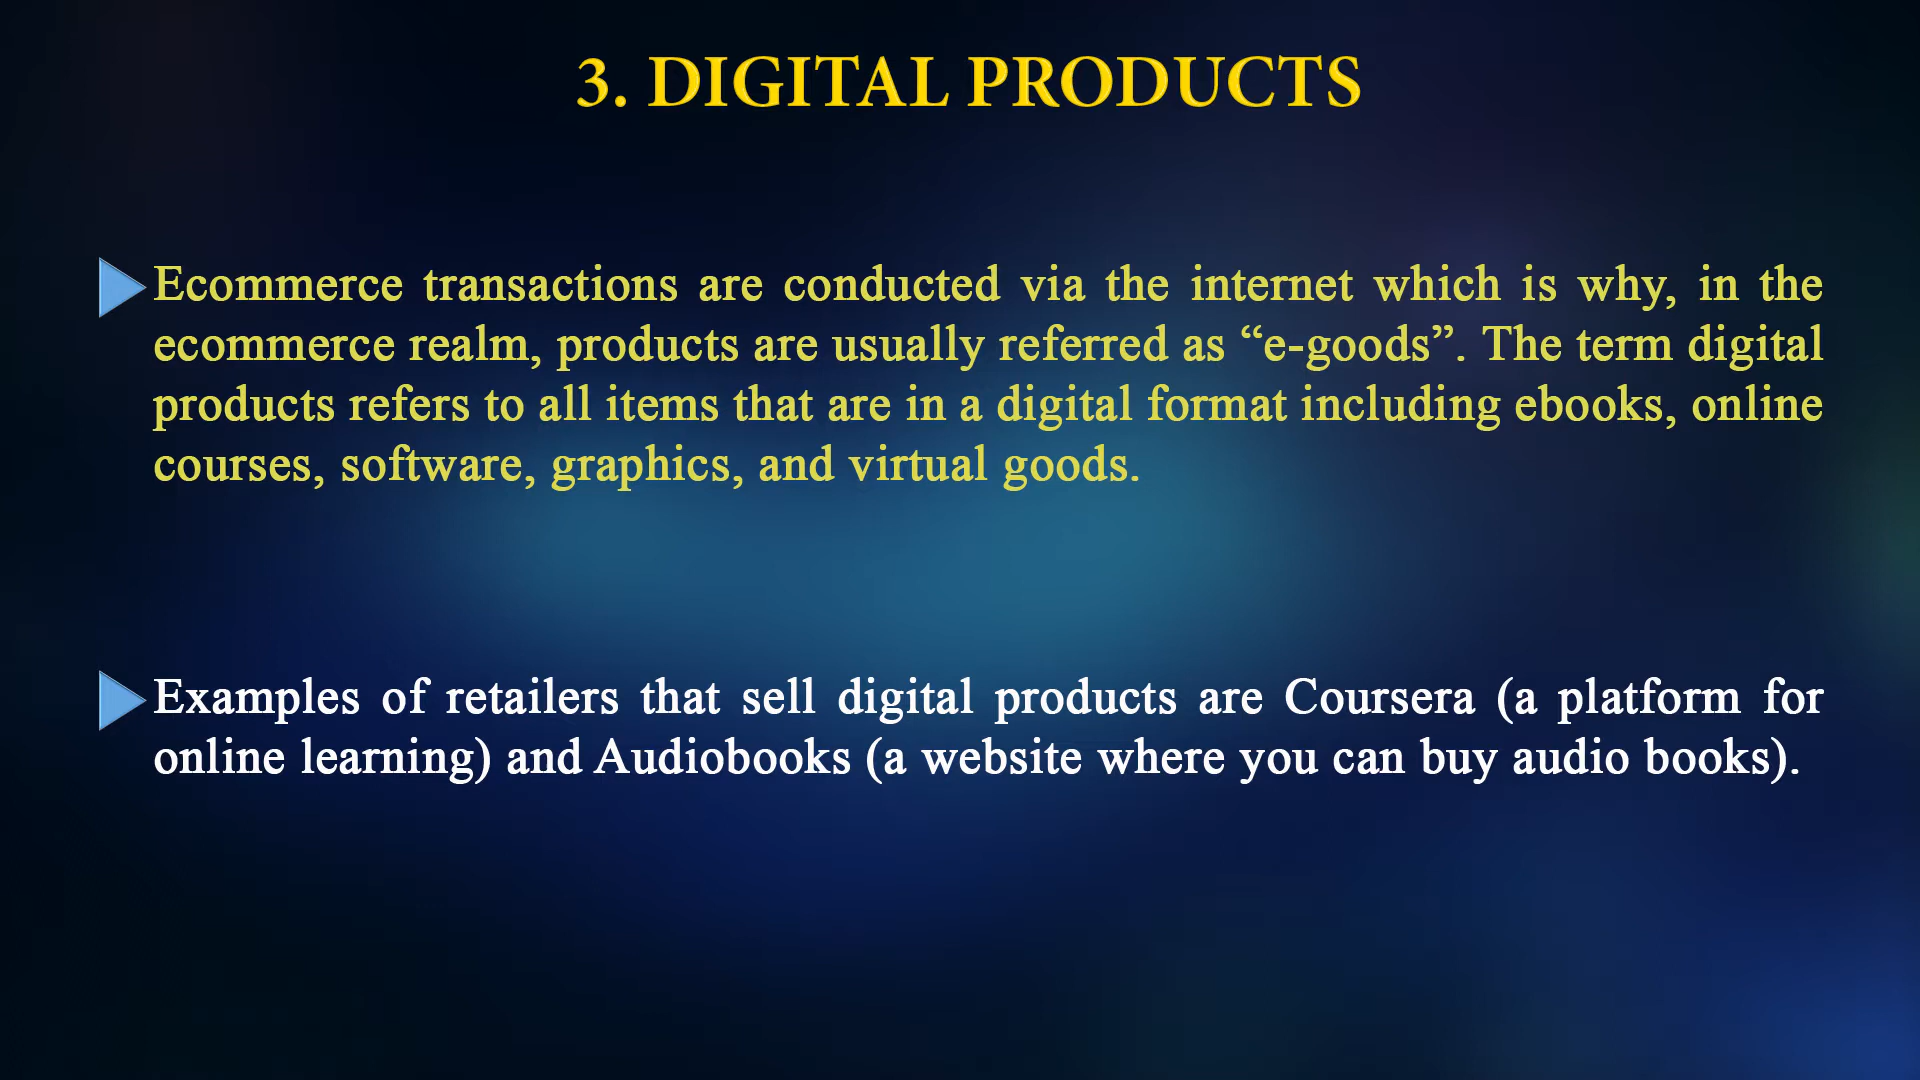 3. DIGITAL PRODUCTS
Ecommerce transactions are conducted via the internet which is why, in the
ecommerce realm, products are usually referred as “e-goods”. The term digital
products refers to all items that are in a digital format including ebooks, online
courses, software, graphics, and virtual goods.
Examples of retailers that sell digital products are Coursera (a platform for
online learning) and Audiobooks (a website where you can buy audio books).